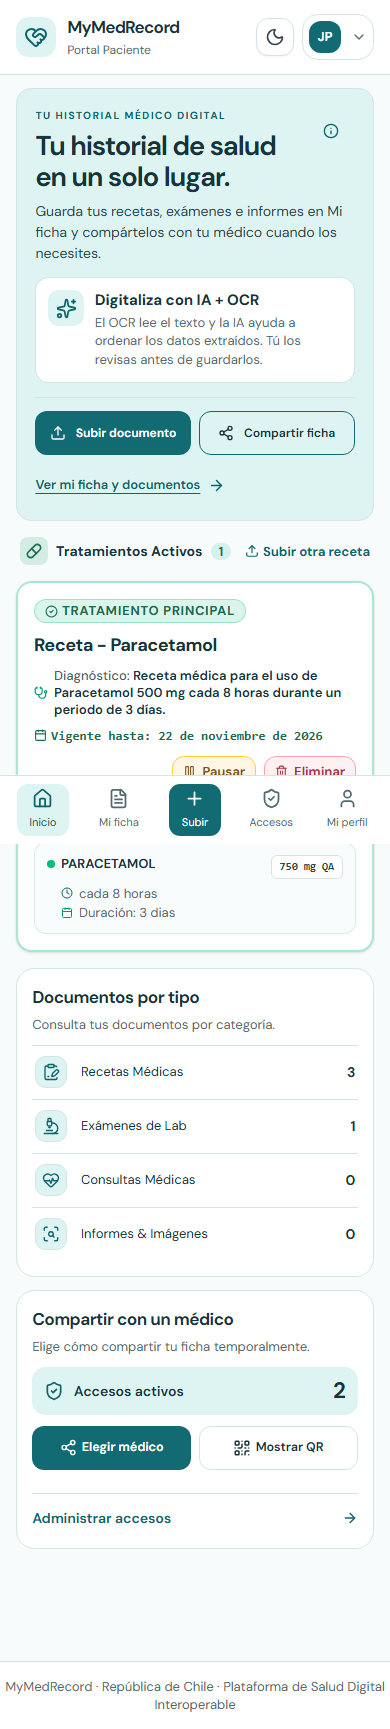 MyMedRecord
Portal Paciente
JP
TU HISTORIAL MÉDICO DIGITAL
Tu historial de salud
en un solo lugar.
Guarda tus recetas, exámenes e informes en Mi
ficha y compártelos con tu médico cuando los
necesites.
Digitaliza con IA + OCR
El OCR lee el texto y la IA ayuda a
ordenar los datos extraídos. Tú los
revisas antes de guardarlos.
Subir documento
Compartir ficha
Ver mi ficha y documentos
Tratamientos Activos 1
Subir otra receta
TRATAMIENTO PRINCIPAL
Receta - Paracetamol
Diagnóstico: Receta médica para el uso de
Paracetamol 500 mg cada 8 horas durante un
periodo de 3 días.
Vigente hasta: 22 de noviembre de 2026
Pausar
Eliminar
Inicio
Mi ficha
Subir
Accesos
Mi perfil
PARACETAMOL
750 mg QA
cada 8 horas
Duración: 3 dias
Documentos por tipo
Consulta tus documentos por categoría.
Recetas Médicas 3
Exámenes de Lab 1
Consultas Médicas 0
Informes & Imágenes 0
Compartir con un médico
Elige cómo compartir tu ficha temporalmente.
Accesos activos 2
Elegir médico
Mostrar QR
Administrar accesos
MyMedRecord · República de Chile · Plataforma de Salud Digital
Interoperable